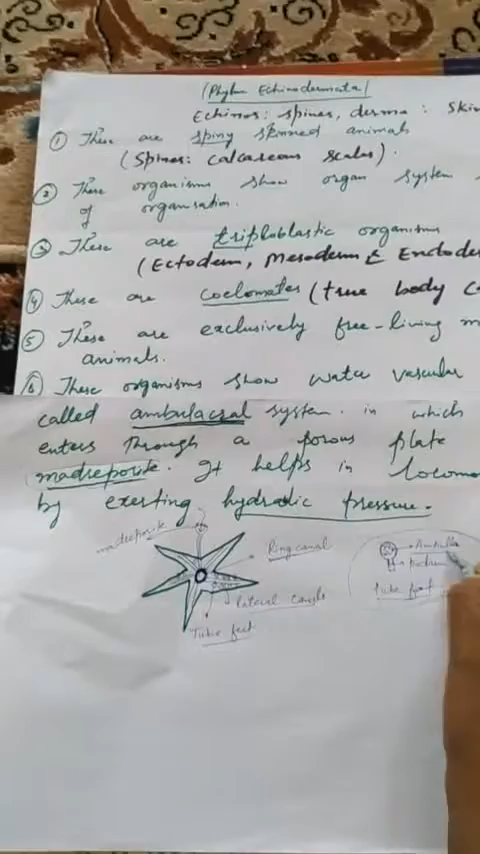 (Phylum Echinodermata)
Echinos: spines, derma: Skin
① These are spiny skinned animals
(Spines: calcareous scales).
② These organisms show organ system
of organisation.
③ These are triploblastic organisms
(Ectoderm, Mesoderm & Endode
④ These are coelomates (true body c
⑤ These are exclusively free-living m
animals.
⑥ These organisms show water vascular
called ambulacral system. in which
enters through a porous plate
madreporite. It helps in locomo
by exerting hydraulic pressure.
madreporite
Ring canal
Ampulla
lateral canals
Tube feet
Tube feet